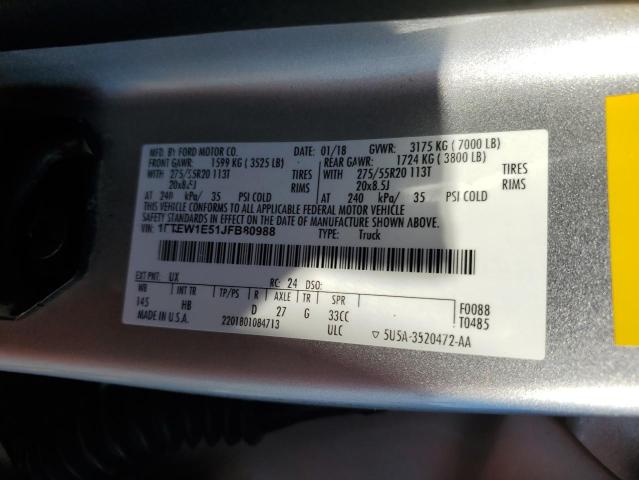 MFD. BY FORD MOTOR CO.
01/18 GVWR: 3175 KG ( 7000 LB)
FRONT GAWR: 1599 KG ( 3525 LB)
REAR GAWR: 1724 KG ( 3800 LB)
WITH 275/55R20 113T TIRES
WITH 275/55R20 113T TIRES
20x8.5J RIMS
20x8.5J RIMS
AT 240 kPa/ 35 PSI COLD
AT 240 kPa/ 35 PSI COLD
THIS VEHICLE CONFORMS TO ALL APPLICABLE FEDERAL MOTOR VEHICLE
SAFETY STANDARDS IN EFFECT ON THE DATE OF MANUFACTURE SHOWN ABOVE.
VIN: 1FTEW1E51JFB80988
TYPE: Truck
EXT PNT: UX RC: 24 DSO:
WB INT TR TP/PS R AXLE TR SPR
145 HB D 27 G 33CC
F0088
T0485
MADE IN U.S.A. 2201801084713 ULC
▽ 5U5A-3520472-AA